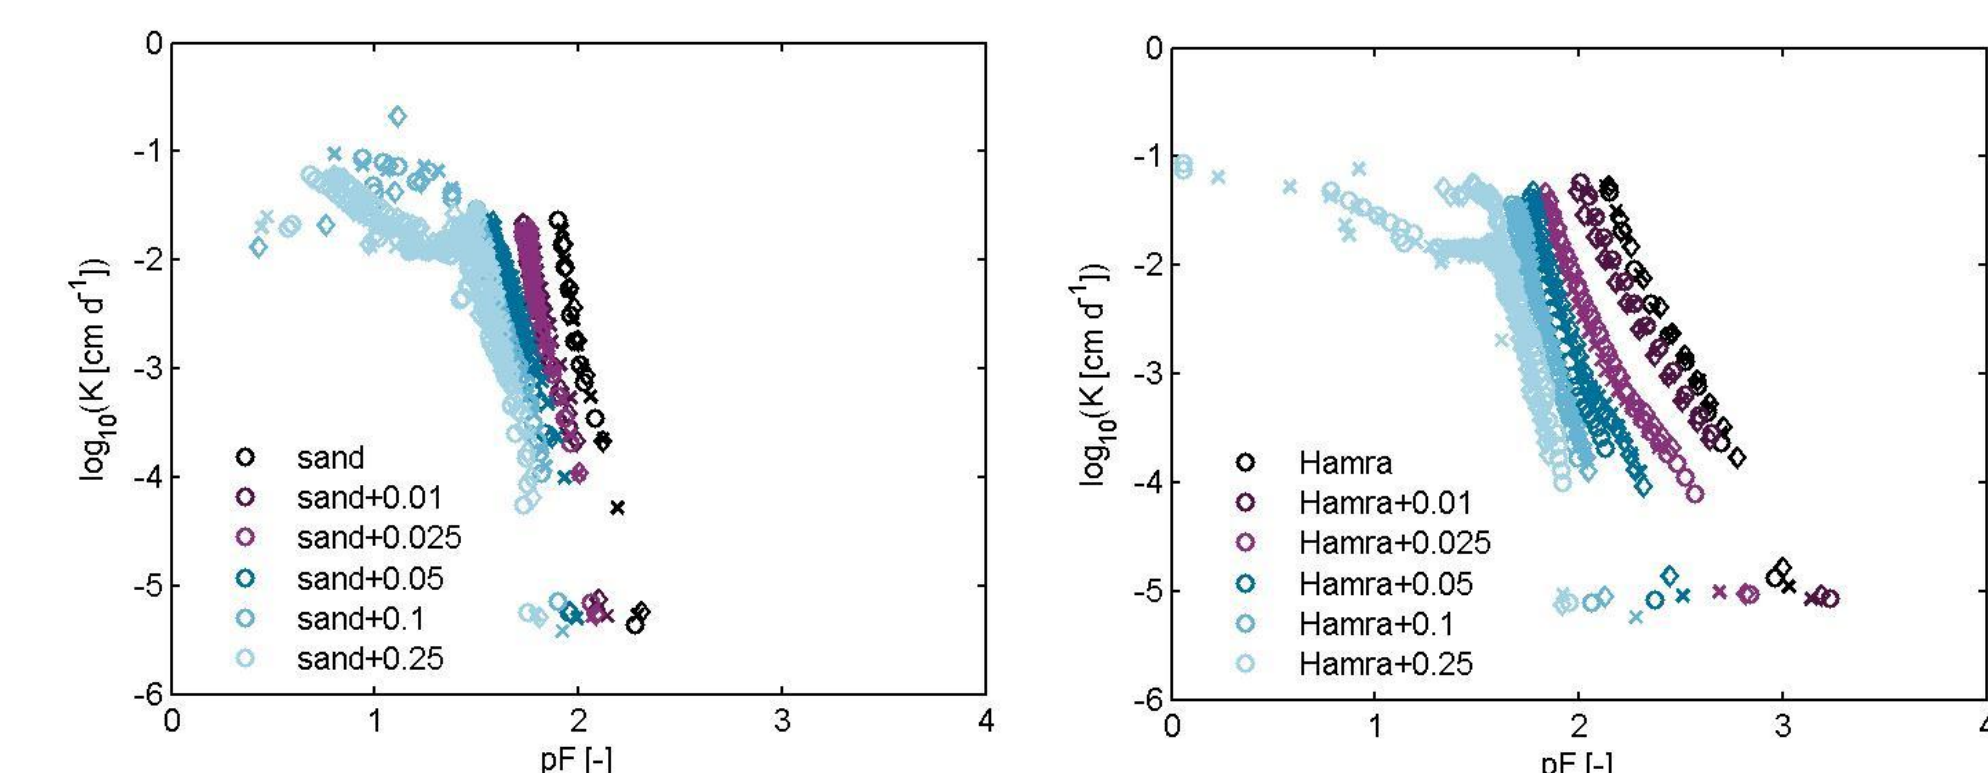 0
-1
-2
-3
-4
-5
-6
log10(K [cm d-1])
sand
sand+0.01
sand+0.025
sand+0.05
sand+0.1
sand+0.25
0 1 2 3 4
pF [-]
0
-1
-2
-3
-4
-5
-6
log10(K [cm d-1])
Hamra
Hamra+0.01
Hamra+0.025
Hamra+0.05
Hamra+0.1
Hamra+0.25
0 1 2 3 4
pF [-]